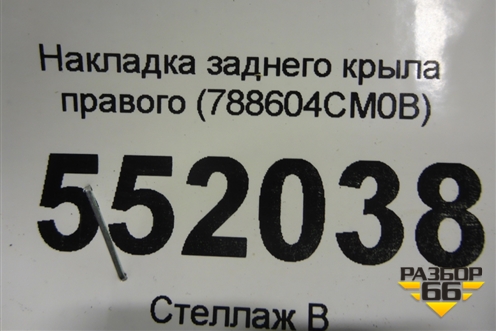 Накладка заднего крыла
правого (788604CM0B)
552038
Стеллаж В
РАЗБОР
66